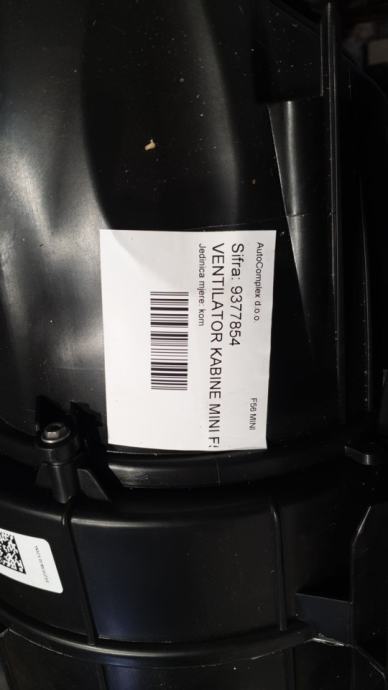 AutoComplex d.o.o.
F56 MINI
Sifra: 9377854
VENTILATOR KABINE MINI F
Jedinica mjere: kom